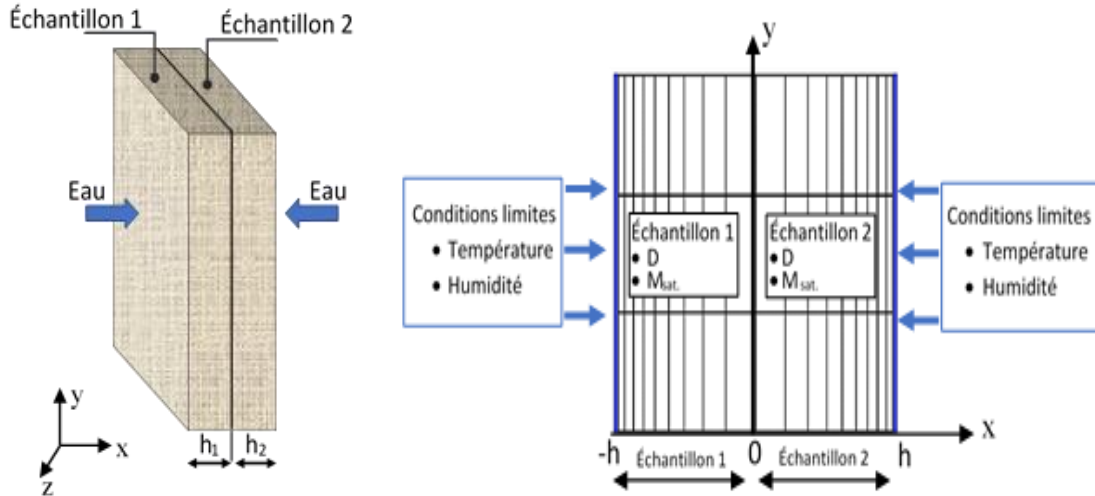 Échantillon 1
Échantillon 2
Eau
Eau
y
x
z
h₁
h₂
y
Conditions limites
• Température
• Humidité
Échantillon 1
• D
• Msat.
Échantillon 2
• D
• Msat.
Conditions limites
• Température
• Humidité
x
-h
Échantillon 1
0
Échantillon 2
h